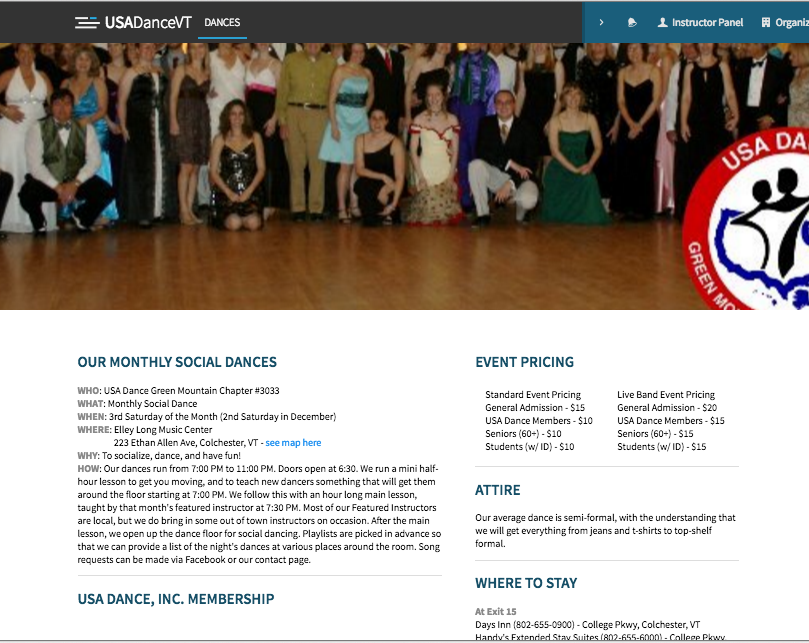 USADanceVT DANCES Instructor Panel Organiz
USA DA
GREEN MO
OUR MONTHLY SOCIAL DANCES
WHO: USA Dance Green Mountain Chapter #3033
WHAT: Monthly Social Dance
WHEN: 3rd Saturday of the Month (2nd Saturday in December)
WHERE: Elley Long Music Center
223 Ethan Allen Ave, Colchester, VT - see map here
WHY: To socialize, dance, and have fun!
HOW: Our dances run from 7:00 PM to 11:00 PM. Doors open at 6:30. We run a mini half-
hour lesson to get you moving, and to teach new dancers something that will get them
around the floor starting at 7:00 PM. We follow this with an hour long main lesson,
taught by that month's featured instructor at 7:30 PM. Most of our Featured Instructors
are local, but we do bring in some out of town instructors on occasion. After the main
lesson, we open up the dance floor for social dancing. Playlists are picked in advance so
that we can provide a list of the night's dances at various places around the room. Song
requests can be made via Facebook or our contact page.
USA DANCE, INC. MEMBERSHIP
EVENT PRICING
Standard Event Pricing
General Admission - $15
USA Dance Members - $10
Seniors (60+) - $10
Students (w/ ID) - $10
Live Band Event Pricing
General Admission - $20
USA Dance Members - $15
Seniors (60+) - $15
Students (w/ ID) - $15
ATTIRE
Our average dance is semi-formal, with the understanding that
we will get everything from jeans and t-shirts to top-shelf
formal.
WHERE TO STAY
At Exit 15
Days Inn (802-655-0900) - College Pkwy, Colchester, VT
Handy's Extended Stay Suites (802-655-6000) - College Pkwy,